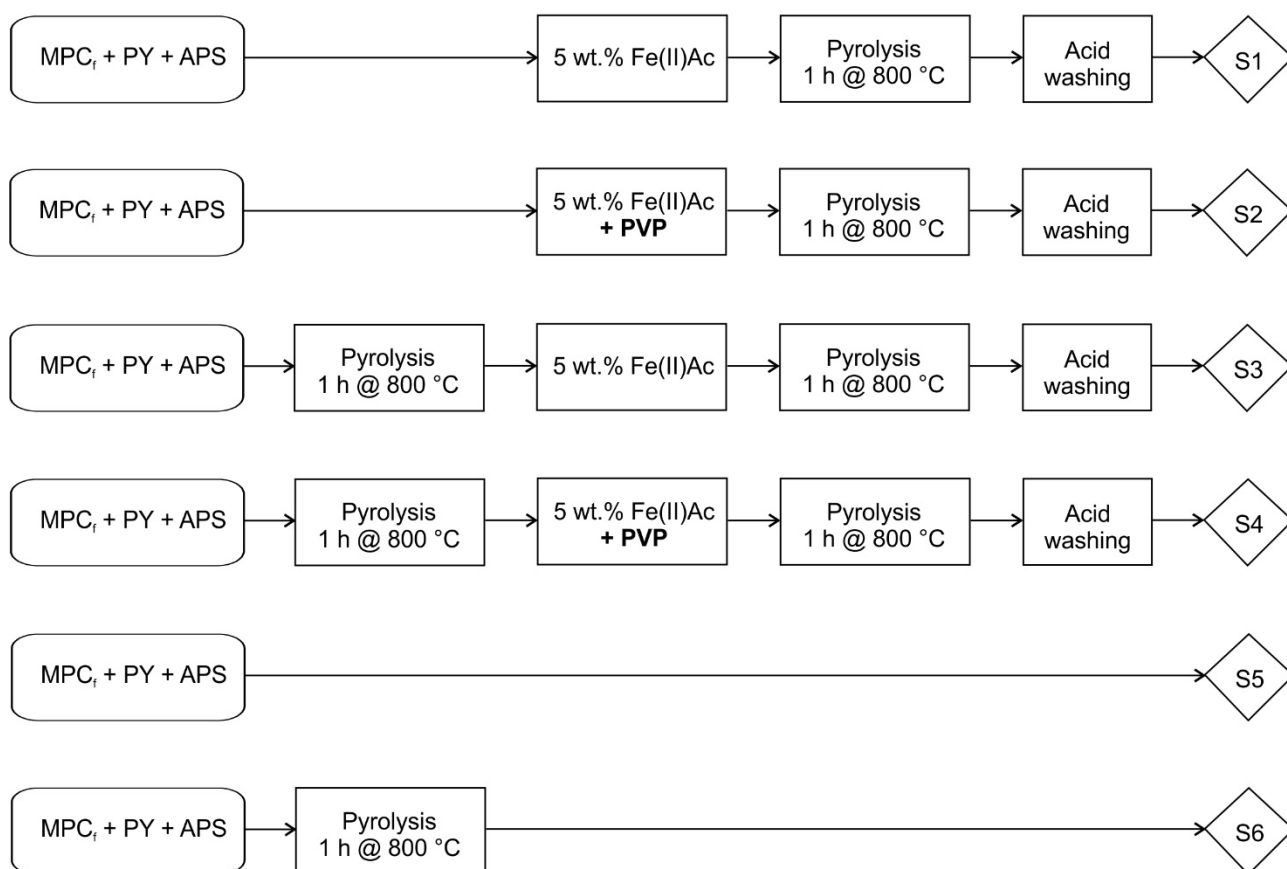 MPCf + PY + APS
5 wt.% Fe(II)Ac
Pyrolysis
1 h @ 800 °C
Acid
washing
S1
MPCf + PY + APS
5 wt.% Fe(II)Ac
+ PVP
Pyrolysis
1 h @ 800 °C
Acid
washing
S2
MPCf + PY + APS
Pyrolysis
1 h @ 800 °C
5 wt.% Fe(II)Ac
Pyrolysis
1 h @ 800 °C
Acid
washing
S3
MPCf + PY + APS
Pyrolysis
1 h @ 800 °C
5 wt.% Fe(II)Ac
+ PVP
Pyrolysis
1 h @ 800 °C
Acid
washing
S4
MPCf + PY + APS
S5
MPCf + PY + APS
Pyrolysis
1 h @ 800 °C
S6